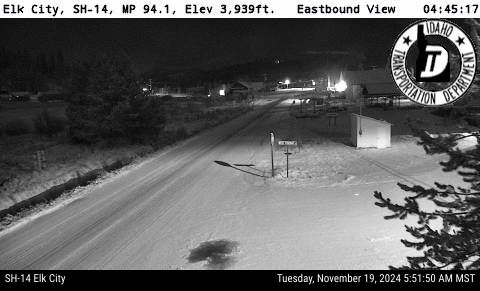 Elk City, SH-14, MP 94.1, Elev 3,939ft. Eastbound View 04:45:17
IDAHO
TRANSPORTATION DEPARTMENT
SH-14 Elk City Tuesday, November 19, 2024 5:51:50 AM MST